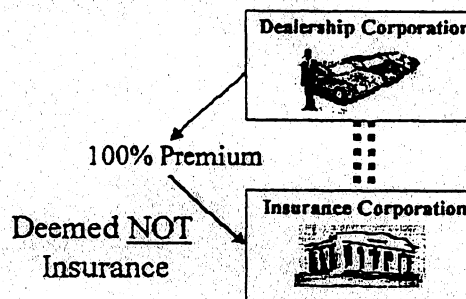 Dealership Corporation
100% Premium
Insurance Corporation
Deemed NOT
Insurance